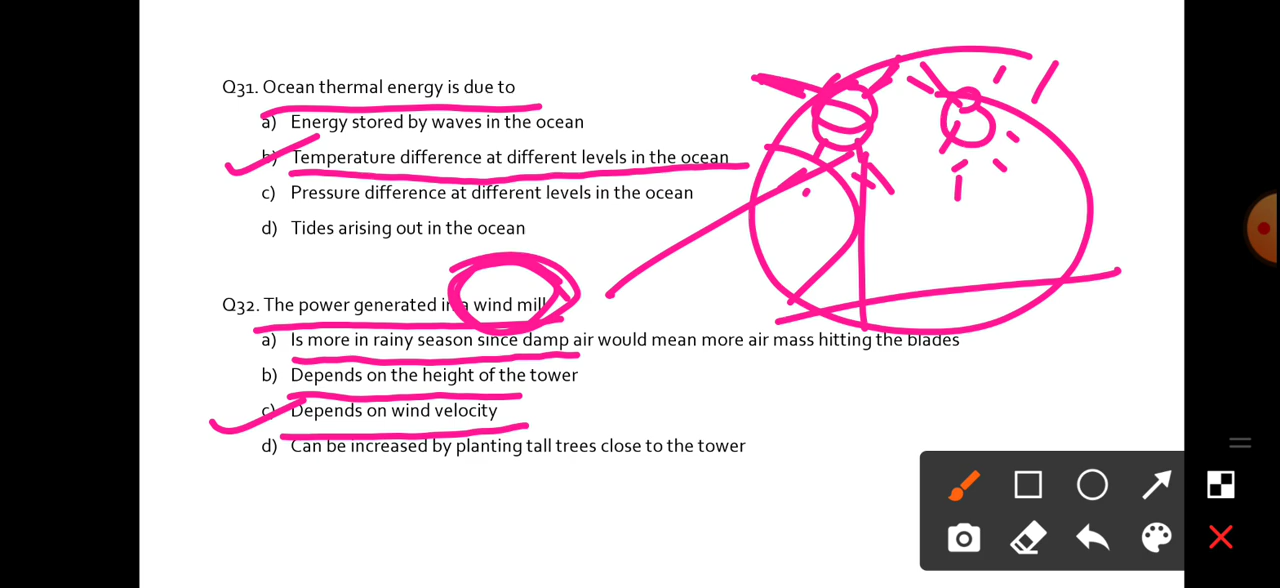 Q31. Ocean thermal energy is due to
a) Energy stored by waves in the ocean
b) Temperature difference at different levels in the ocean
c) Pressure difference at different levels in the ocean
d) Tides arising out in the ocean
Q32. The power generated in a wind mill
a) Is more in rainy season since damp air would mean more air mass hitting the blades
b) Depends on the height of the tower
c) Depends on wind velocity
d) Can be increased by planting tall trees close to the tower